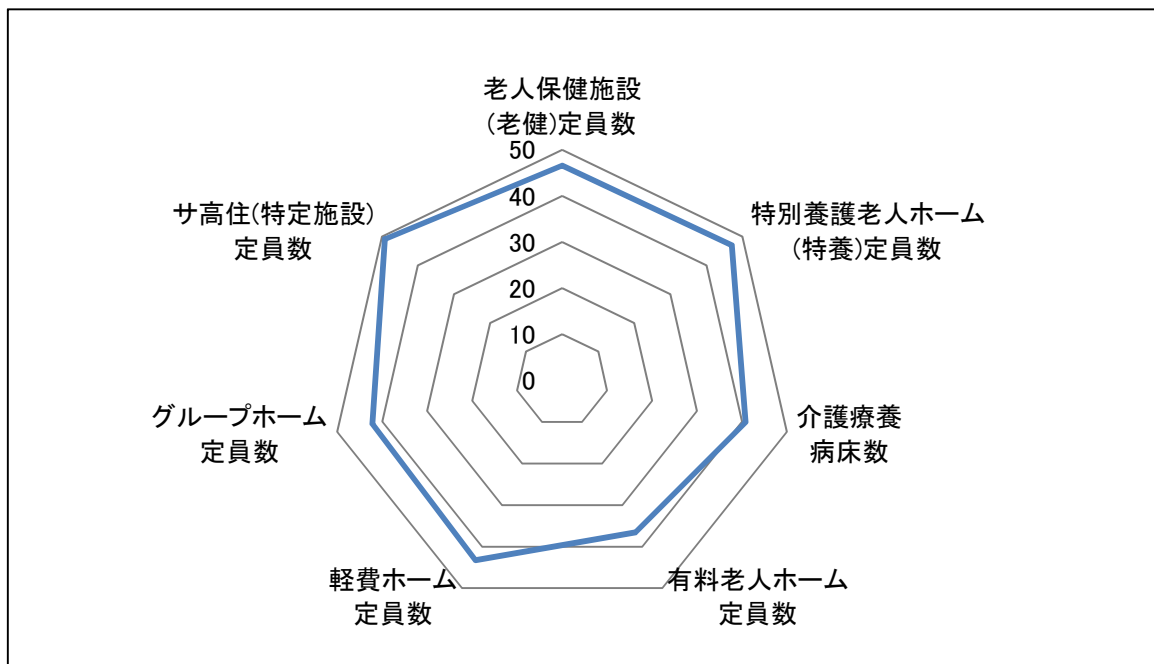 老人保健施設
(老健)定員数
特別養護老人ホーム
(特養)定員数
介護療養
病床数
有料老人ホーム
定員数
軽費ホーム
定員数
グループホーム
定員数
サ高住(特定施設)
定員数
50
40
30
20
10
0